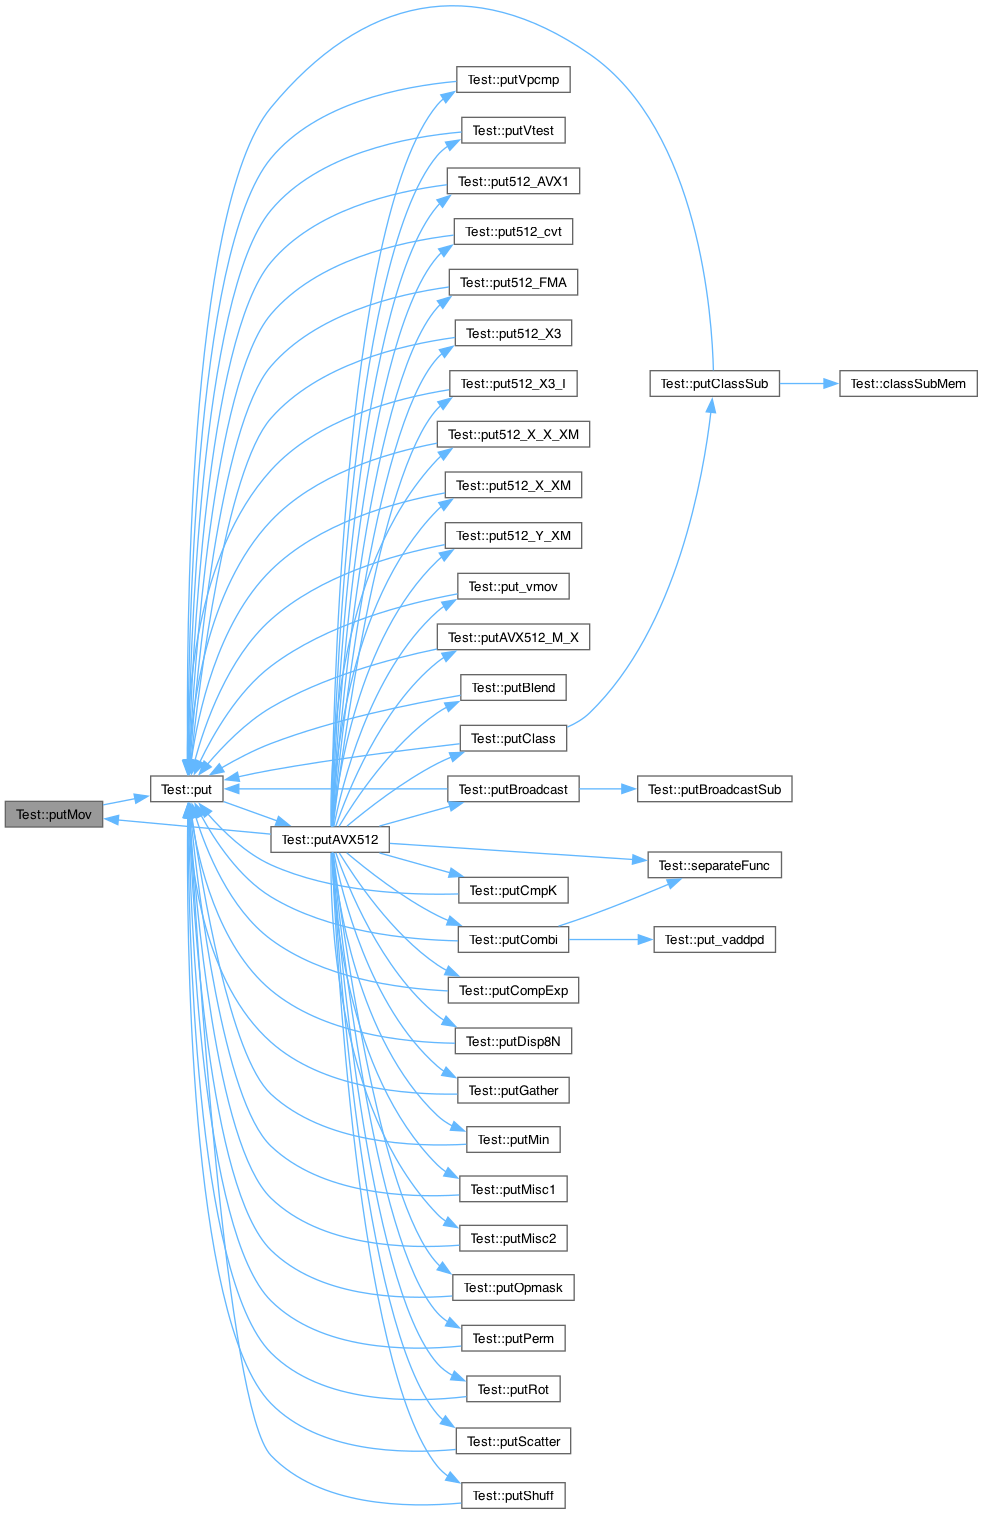 Test::putVpcmp
Test::putVtest
Test::put512_AVX1
Test::put512_cvt
Test::put512_FMA
Test::put512_X3
Test::put512_X3_I
Test::putClassSub
Test::classSubMem
Test::put512_X_X_XM
Test::put512_X_XM
Test::put512_Y_XM
Test::put_vmov
Test::putAVX512_M_X
Test::putBlend
Test::putClass
Test::put
Test::putBroadcast
Test::putBroadcastSub
Test::putMov
Test::putAVX512
Test::separateFunc
Test::putCmpK
Test::putCombi
Test::put_vaddpd
Test::putCompExp
Test::putDisp8N
Test::putGather
Test::putMin
Test::putMisc1
Test::putMisc2
Test::putOpmask
Test::putPerm
Test::putRot
Test::putScatter
Test::putShuff